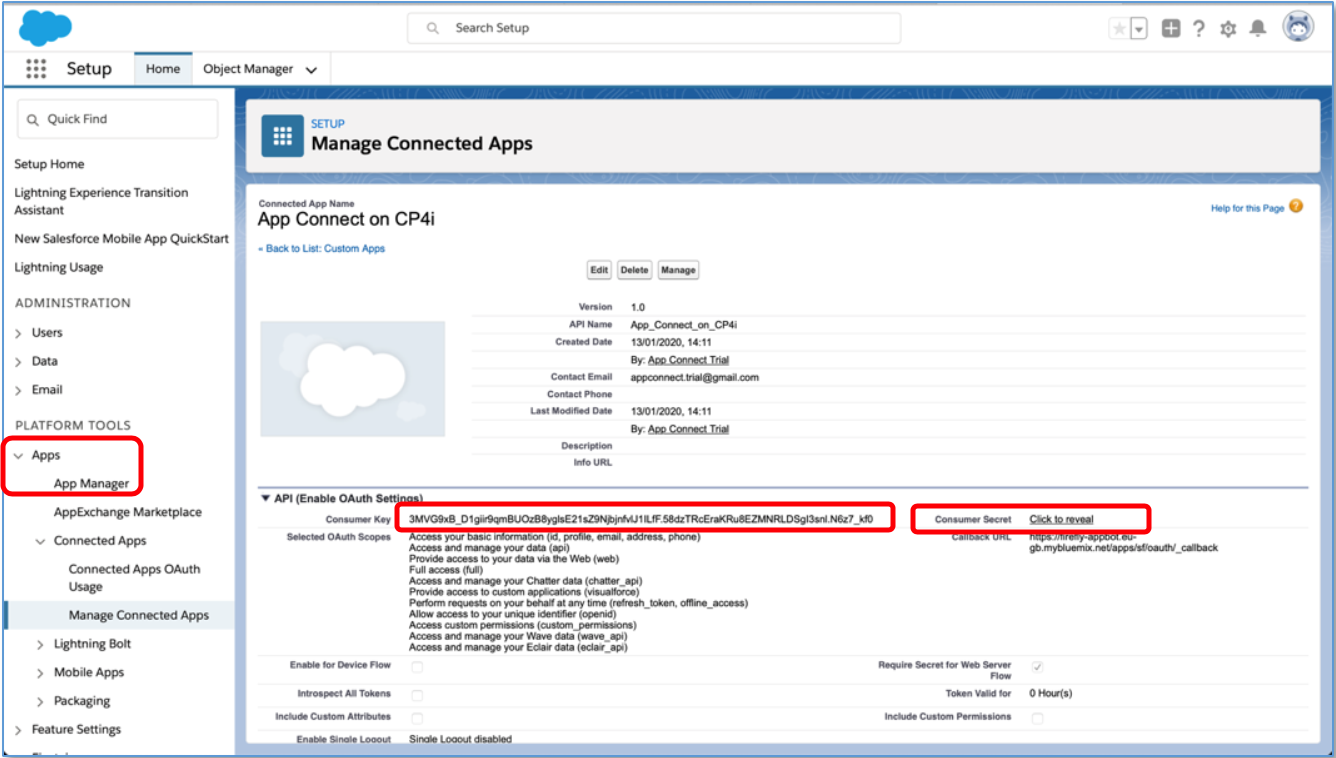 Search Setup
Setup
Home
Object Manager
Quick Find
Setup Home
Lightning Experience Transition
Assistant
New Salesforce Mobile App QuickStart
Lightning Usage
ADMINISTRATION
Users
Data
Email
PLATFORM TOOLS
Apps
App Manager
AppExchange Marketplace
Connected Apps
Connected Apps OAuth
Usage
Manage Connected Apps
Lightning Bolt
Mobile Apps
Packaging
Feature Settings
SETUP
Manage Connected Apps
Connected App Name
App Connect on CP4i
Help for this Page
« Back to List: Custom Apps
Edit Delete Manage
Version 1.0
API Name App_Connect_on_CP4i
Created Date 13/01/2020, 14:11
By: App Connect Trial
Contact Email appconnect.trial@gmail.com
Contact Phone
Last Modified Date 13/01/2020, 14:11
By: App Connect Trial
Description
Info URL
API (Enable OAuth Settings)
Consumer Key
Consumer Secret Click to reveal
Selected OAuth Scopes Access your basic information (id, profile, email, address, phone)
Access and manage your data (api)
Provide access to your data via the Web (web)
Full access (full)
Access and manage your Chatter data (chatter_api)
Provide access to custom applications (visualforce)
Perform requests on your behalf at any time (refresh_token, offline_access)
Allow access to your unique identifier (openid)
Access custom permissions (custom_permissions)
Access and manage your Wave data (wave_api)
Access and manage your Eclair data (eclair_api)
Callback URL https://firefly-appbot.eu-
gb.mybluemix.net/apps/sf/oauth/_callback
Enable for Device Flow
Require Secret for Web Server
Flow
Introspect All Tokens
Token Valid for 0 Hour(s)
Include Custom Attributes
Include Custom Permissions
Enable Single Logout Single Logout disabled